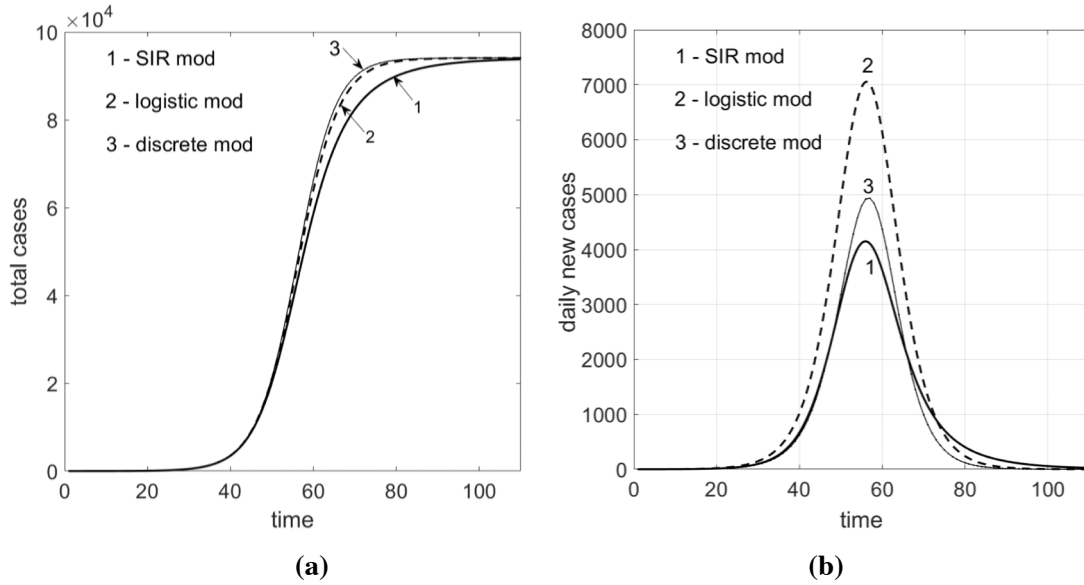 ×10⁴
10
8
6
4
2
0
total cases
1 - SIR mod
2 - logistic mod
3 - discrete mod
3
1
2
0 20 40 60 80 100
time
(a)
8000
7000
6000
5000
4000
3000
2000
1000
0
daily new cases
1 - SIR mod
2 - logistic mod
3 - discrete mod
2
3
1
0 20 40 60 80 100
time
(b)